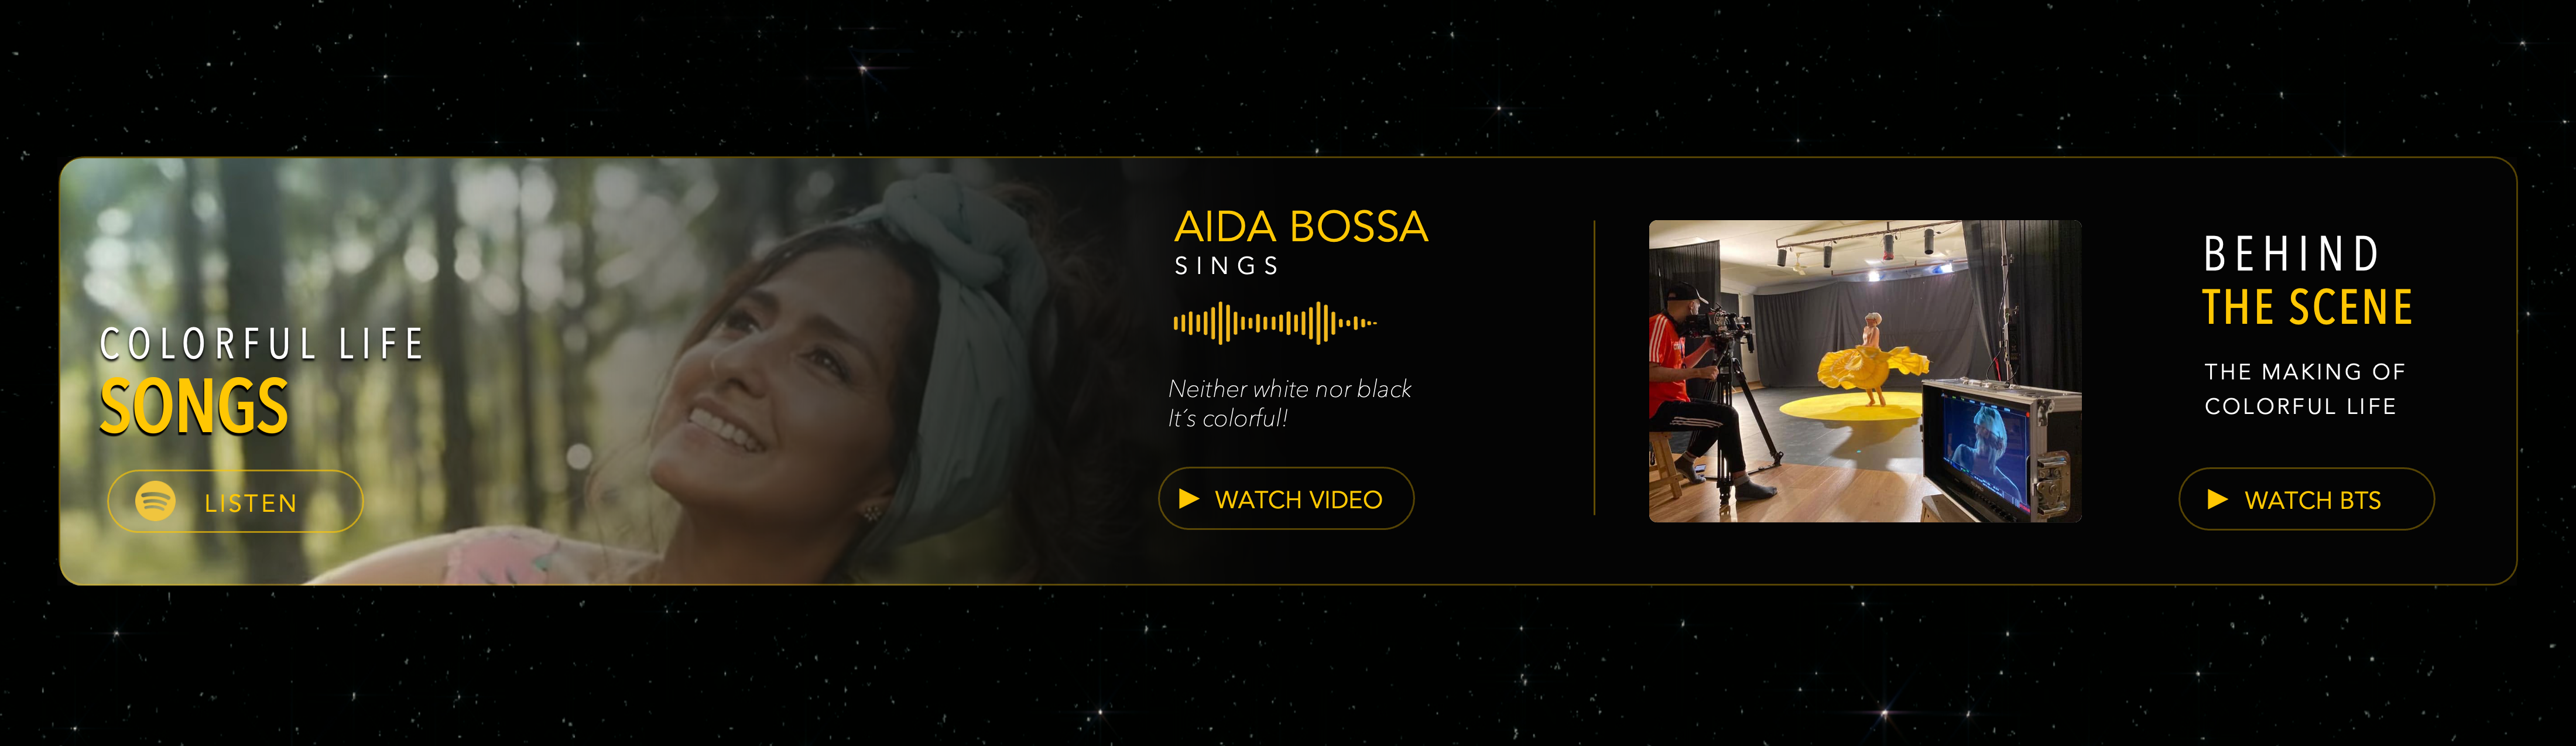 COLORFUL LIFE
SONGS
LISTEN
AIDA BOSSA
SINGS
Neither white nor black
It´s colorful!
WATCH VIDEO
BEHIND
THE SCENE
THE MAKING OF
COLORFUL LIFE
WATCH BTS